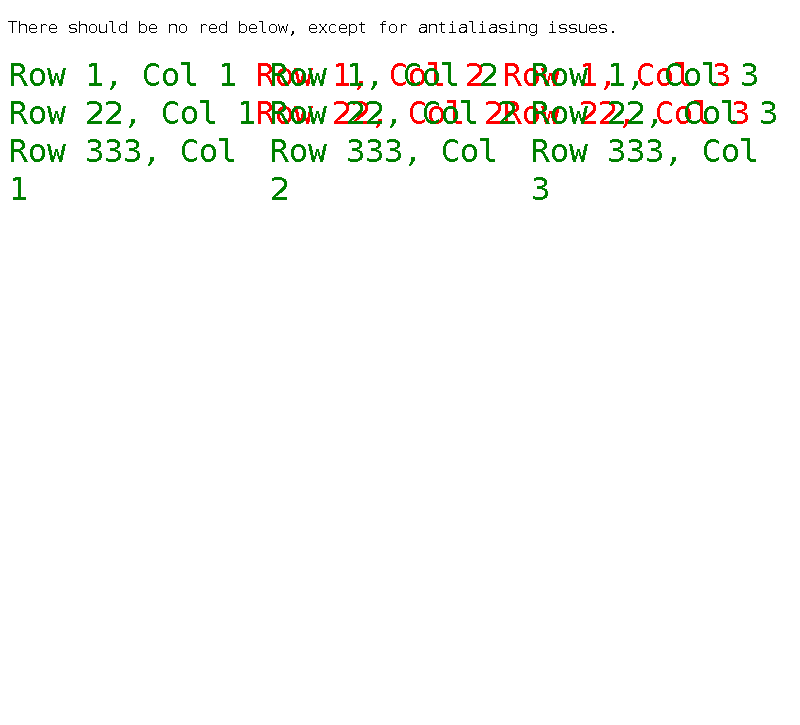 There should be no red below, except for antialiasing issues.
Row 1, Col 1 Row 1, Col 2 Row 1, Col 2 Row 1, Col 3 Row 1, Col 3
Row 22, Col 1 Row 22, Col 2 Row 22, Col 2 Row 22, Col 3 Row 22, Col 3
Row 333, Col Row 333, Col Row 333, Col
1 2 3